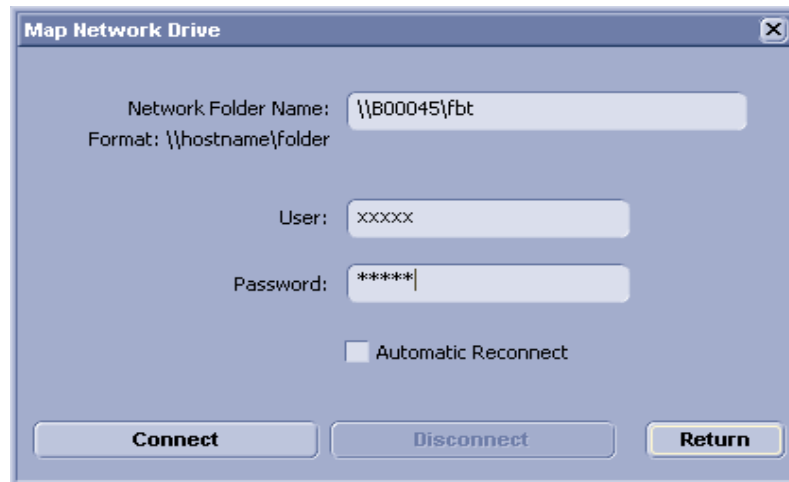 Map Network Drive
Network Folder Name: \\B00045\fbt
Format: \\hostname\folder
User: xxxxx
Password: *****
Automatic Reconnect
Connect Disconnect Return